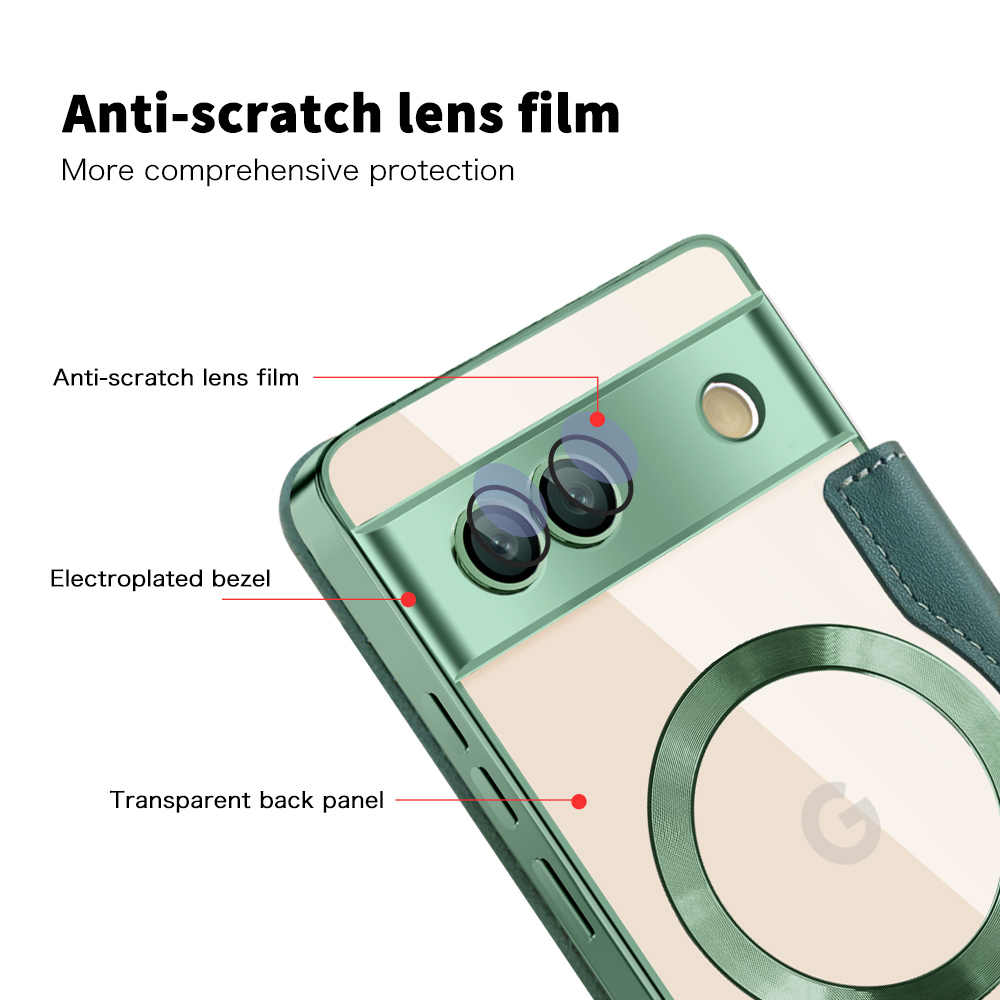 Anti-scratch lens film
More comprehensive protection
Anti-scratch lens film
Electroplated bezel
Transparent back panel
G